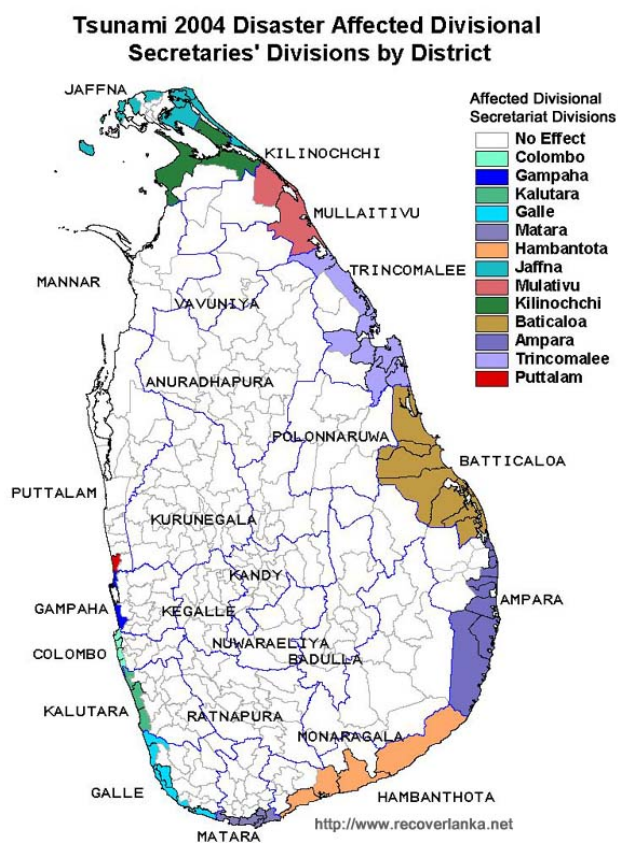 Tsunami 2004 Disaster Affected Divisional
Secretaries' Divisions by District
JAFFNA
Affected Divisional
Secretariat Divisions
No Effect
Colombo
Gampaha
Kalutara
Galle
Matara
Hambantota
Jaffna
Mulativu
Kilinochchi
Baticaloa
Ampara
Trincomalee
Puttalam
KILINOCHCHI
MULLAITIVU
TRINCOMALEE
MANNAR
VAVUNIYA
ANURADHAPURA
POLONNARUWA
BATTICALOA
PUTTALAM
KURUNEGALA
KANDY
AMPARA
GAMPAHA
KEGALLE
NUWARAELIYA
COLOMBO
BADULLA
KALUTARA
RATNAPURA
MONARAGALA
GALLE
HAMBANTHOTA
http://www.recoverlanka.net
MATARA